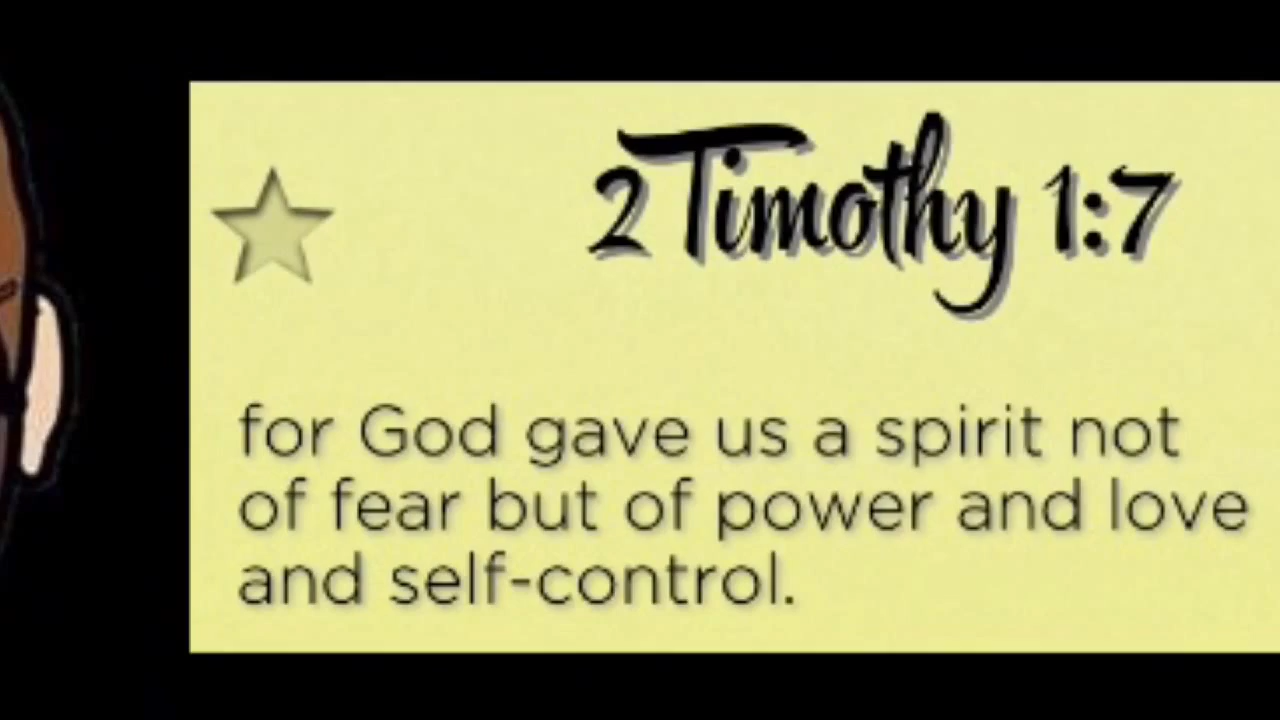 2 Timothy 1:7
for God gave us a spirit not
of fear but of power and love
and self-control.